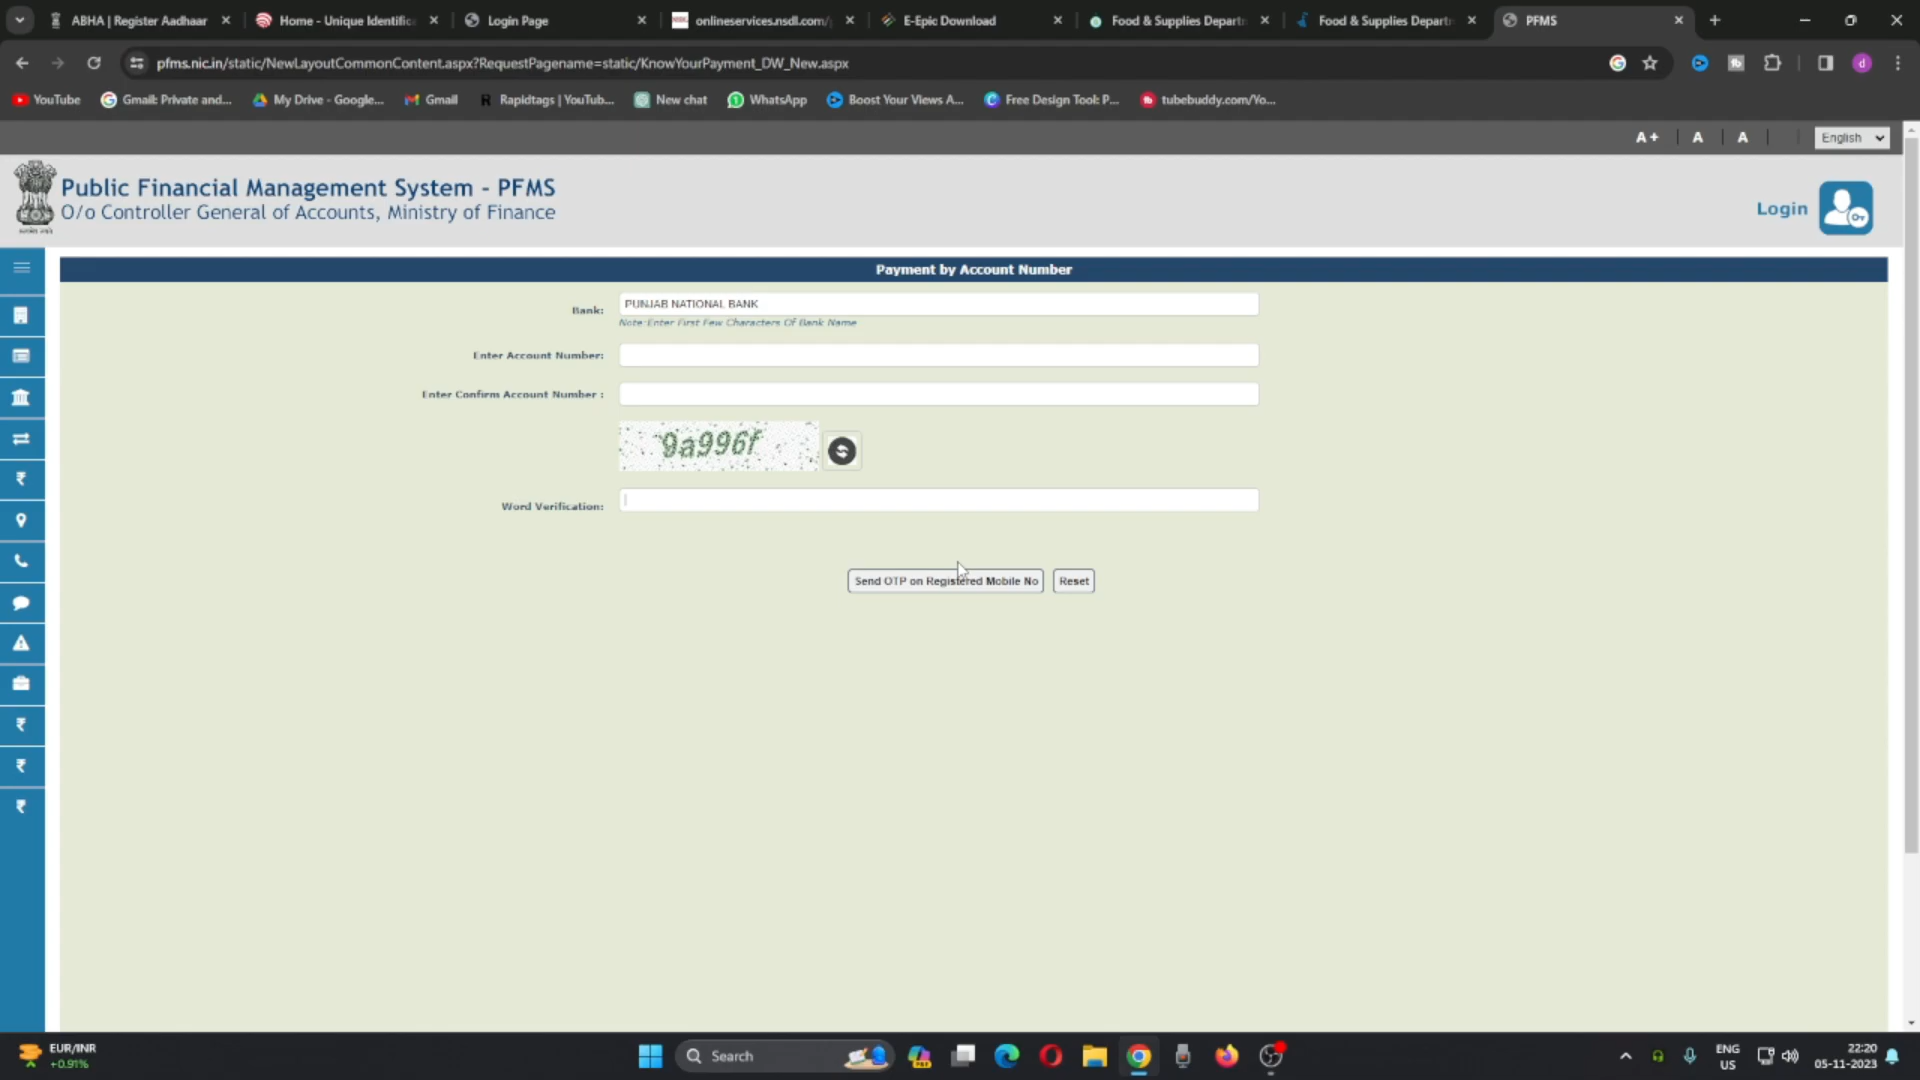 ABHA | Register Aadhaar
Home - Unique Identific
Login Page
onlineservices.nsdl.com/
E-Epic Download
Food & Supplies Departm
Food & Supplies Departm
PFMS
pfms.nic.in/static/NewLayoutCommonContent.aspx?RequestPagename=static/KnowYourPayment_DW_New.aspx
d
YouTube
Gmail: Private and...
My Drive - Google...
Gmail
Rapidtags | YouTub...
New chat
WhatsApp
Boost Your Views A...
Free Design Tool: P...
tubebuddy.com/Yo...
A+ | A | A |
English
Public Financial Management System - PFMS
O/o Controller General of Accounts, Ministry of Finance
Login
Payment by Account Number
Bank: PUNJAB NATIONAL BANK
Note:Enter First Few Characters Of Bank Name
Enter Account Number:
Enter Confirm Account Number :
9a996f
Word Verification:
Send OTP on Registered Mobile No
Reset
EUR/INR
+0.91%
Search
ENG
US
22:20
05-11-2023